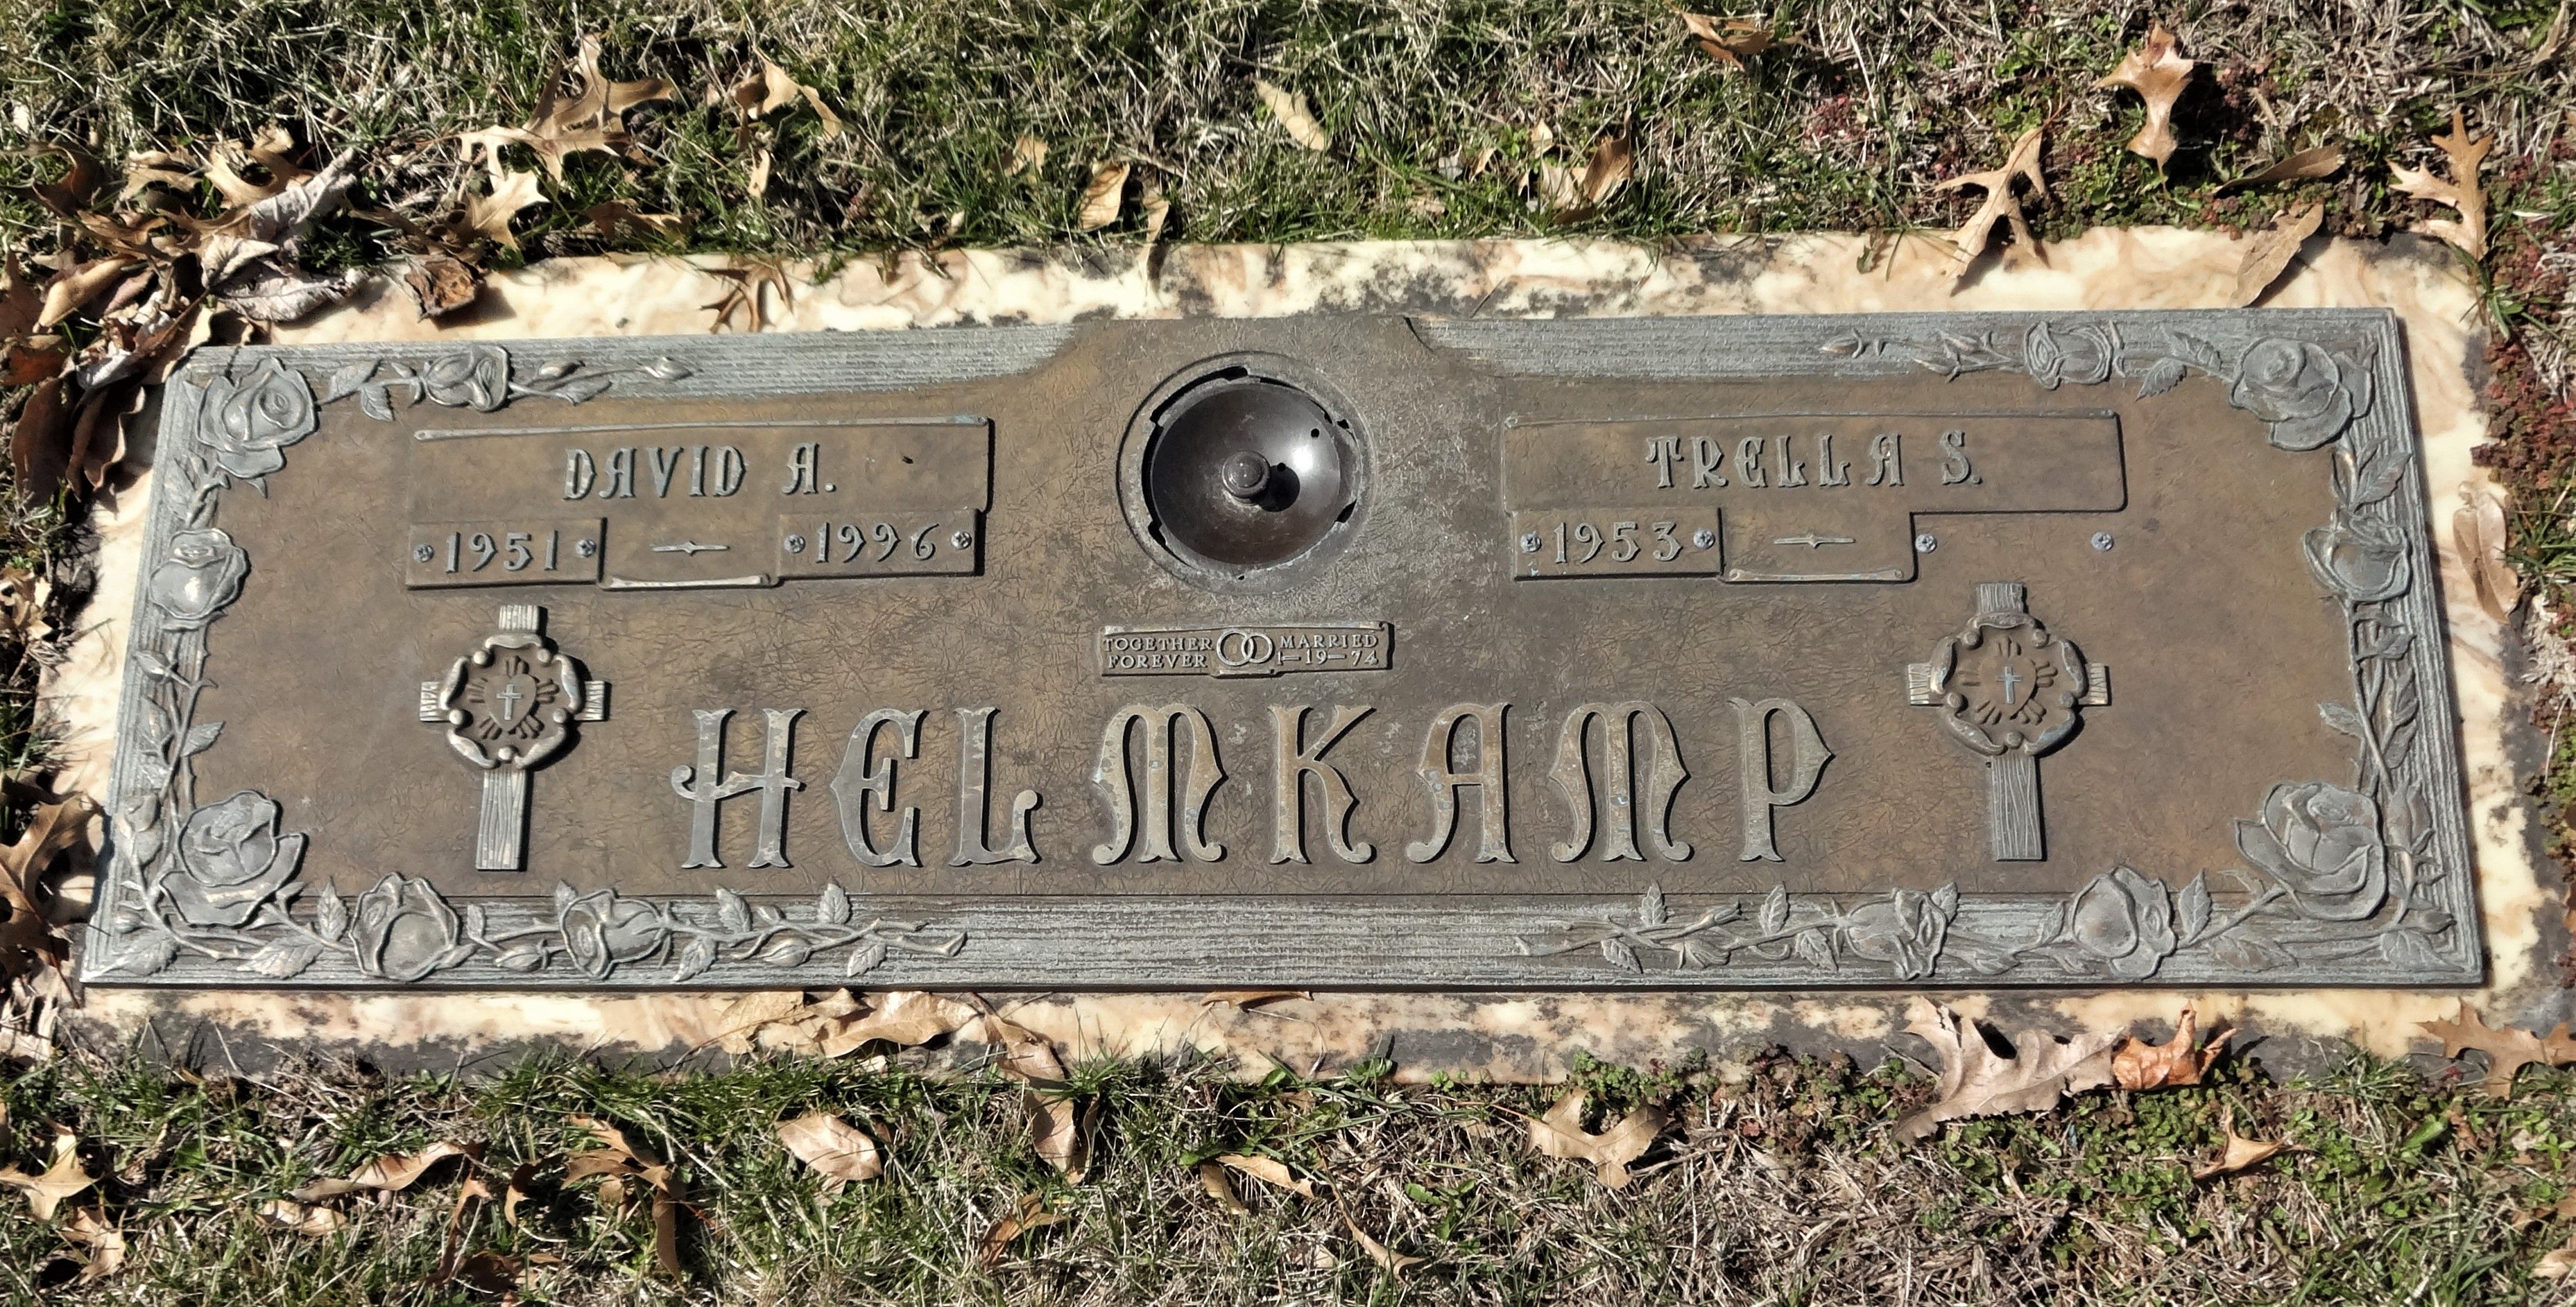 DAVID A.
1951 — 1996
TRELLA S.
1953 —
TOGETHER FOREVER
MARRIED 1-19-74
HELMKAMP